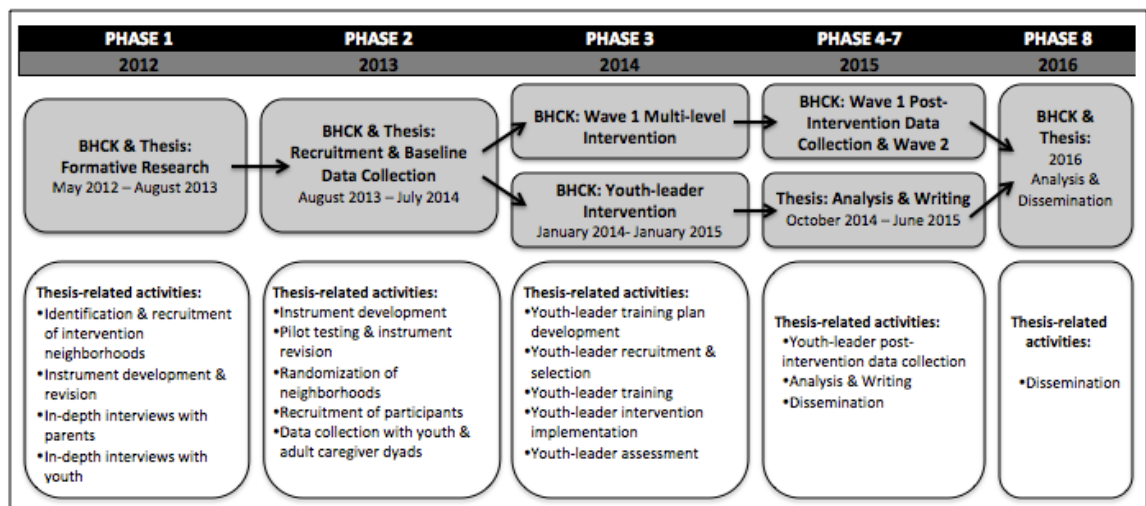 PHASE 1
PHASE 2
PHASE 3
PHASE 4-7
PHASE 8
2012
2013
2014
2015
2016
BHCK & Thesis:
Formative Research
May 2012 – August 2013
BHCK & Thesis:
Recruitment & Baseline
Data Collection
August 2013 – July 2014
BHCK: Wave 1 Multi-level
Intervention
BHCK: Youth-leader
Intervention
January 2014- January 2015
BHCK: Wave 1 Post-
Intervention Data
Collection & Wave 2
Thesis: Analysis & Writing
October 2014 – June 2015
BHCK &
Thesis:
2016
Analysis &
Dissemination
Thesis-related activities:
•Identification & recruitment
of intervention
neighborhoods
•Instrument development &
revision
•In-depth interviews with
parents
•In-depth interviews with
youth
Thesis-related activities:
•Instrument development
•Pilot testing & instrument
revision
•Randomization of
neighborhoods
•Recruitment of participants
•Data collection with youth &
adult caregiver dyads
Thesis-related activities:
•Youth-leader training plan
development
•Youth-leader recruitment &
selection
•Youth-leader training
•Youth-leader intervention
implementation
•Youth-leader assessment
Thesis-related activities:
•Youth-leader post-
intervention data collection
•Analysis & Writing
•Dissemination
Thesis-related
activities:
•Dissemination